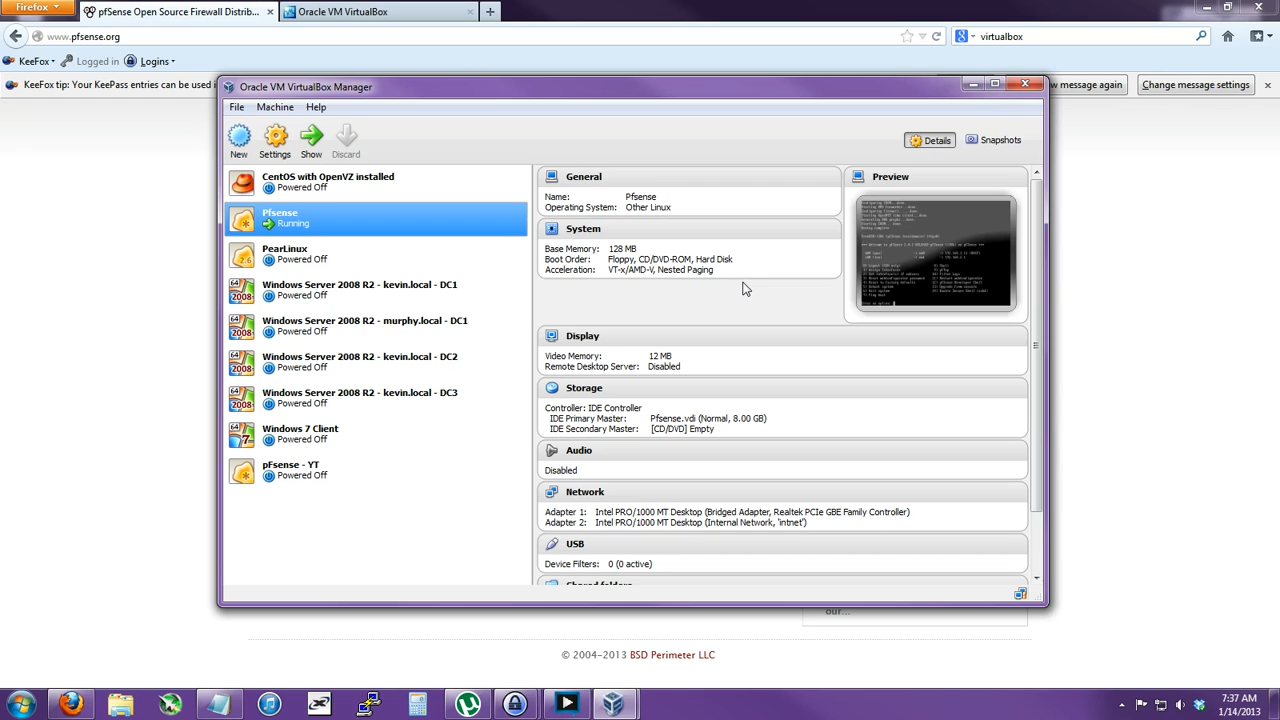 Firefox
pfSense Open Source Firewall Distrib...
Oracle VM VirtualBox
www.pfsense.org
virtualbox
KeeFox
Logged in
Logins
KeeFox tip: Your KeePass entries can be used i
w message again
Change message settings
Oracle VM VirtualBox Manager
File Machine Help
New Settings Show Discard
Details
Snapshots
CentOS with OpenVZ installed
Powered Off
Pfsense
Running
PearLinux
Powered Off
Windows Server 2008 R2 - kevin.local - DC1
Powered Off
Windows Server 2008 R2 - murphy.local - DC1
Powered Off
Windows Server 2008 R2 - kevin.local - DC2
Powered Off
Windows Server 2008 R2 - kevin.local - DC3
Powered Off
Windows 7 Client
Powered Off
pFsense - YT
Powered Off
General
Name: Pfsense
Operating System: Other Linux
System
Base Memory: 128 MB
Boot Order: Floppy, CD/DVD-ROM, Hard Disk
Acceleration: VT-x/AMD-V, Nested Paging
Preview
Display
Video Memory: 12 MB
Remote Desktop Server: Disabled
Storage
Controller: IDE Controller
IDE Primary Master: Pfsense.vdi (Normal, 8.00 GB)
IDE Secondary Master: [CD/DVD] Empty
Audio
Disabled
Network
Adapter 1: Intel PRO/1000 MT Desktop (Bridged Adapter, Realtek PCIe GBE Family Controller)
Adapter 2: Intel PRO/1000 MT Desktop (Internal Network, 'intnet')
USB
Device Filters: 0 (0 active)
Shared folders
our...
© 2004-2013 BSD Perimeter LLC
7:37 AM
1/14/2013